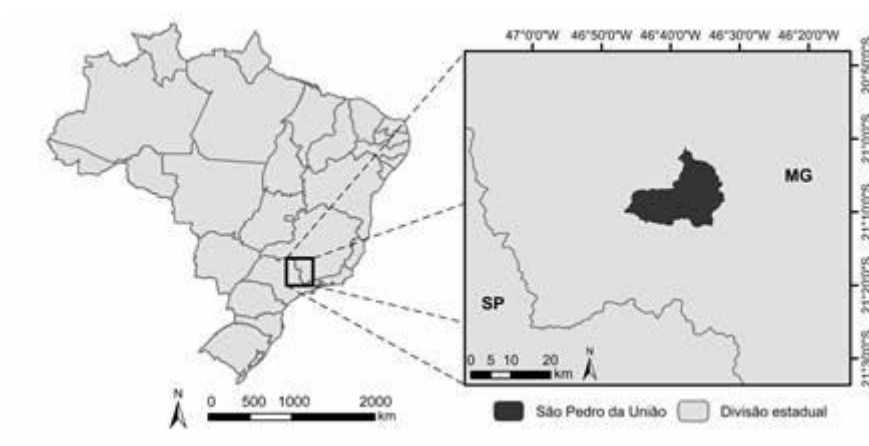 47°0'0"W 46°50'0"W 46°40'0"W 46°30'0"W 46°20'0"W
20°50'0"S
21°0'0"S
21°10'0"S
21°20'0"S
21°30'0"S
MG
SP
0 5 10 20
km
N
N
0 500 1000 2000
km
São Pedro da União Divisão estadual